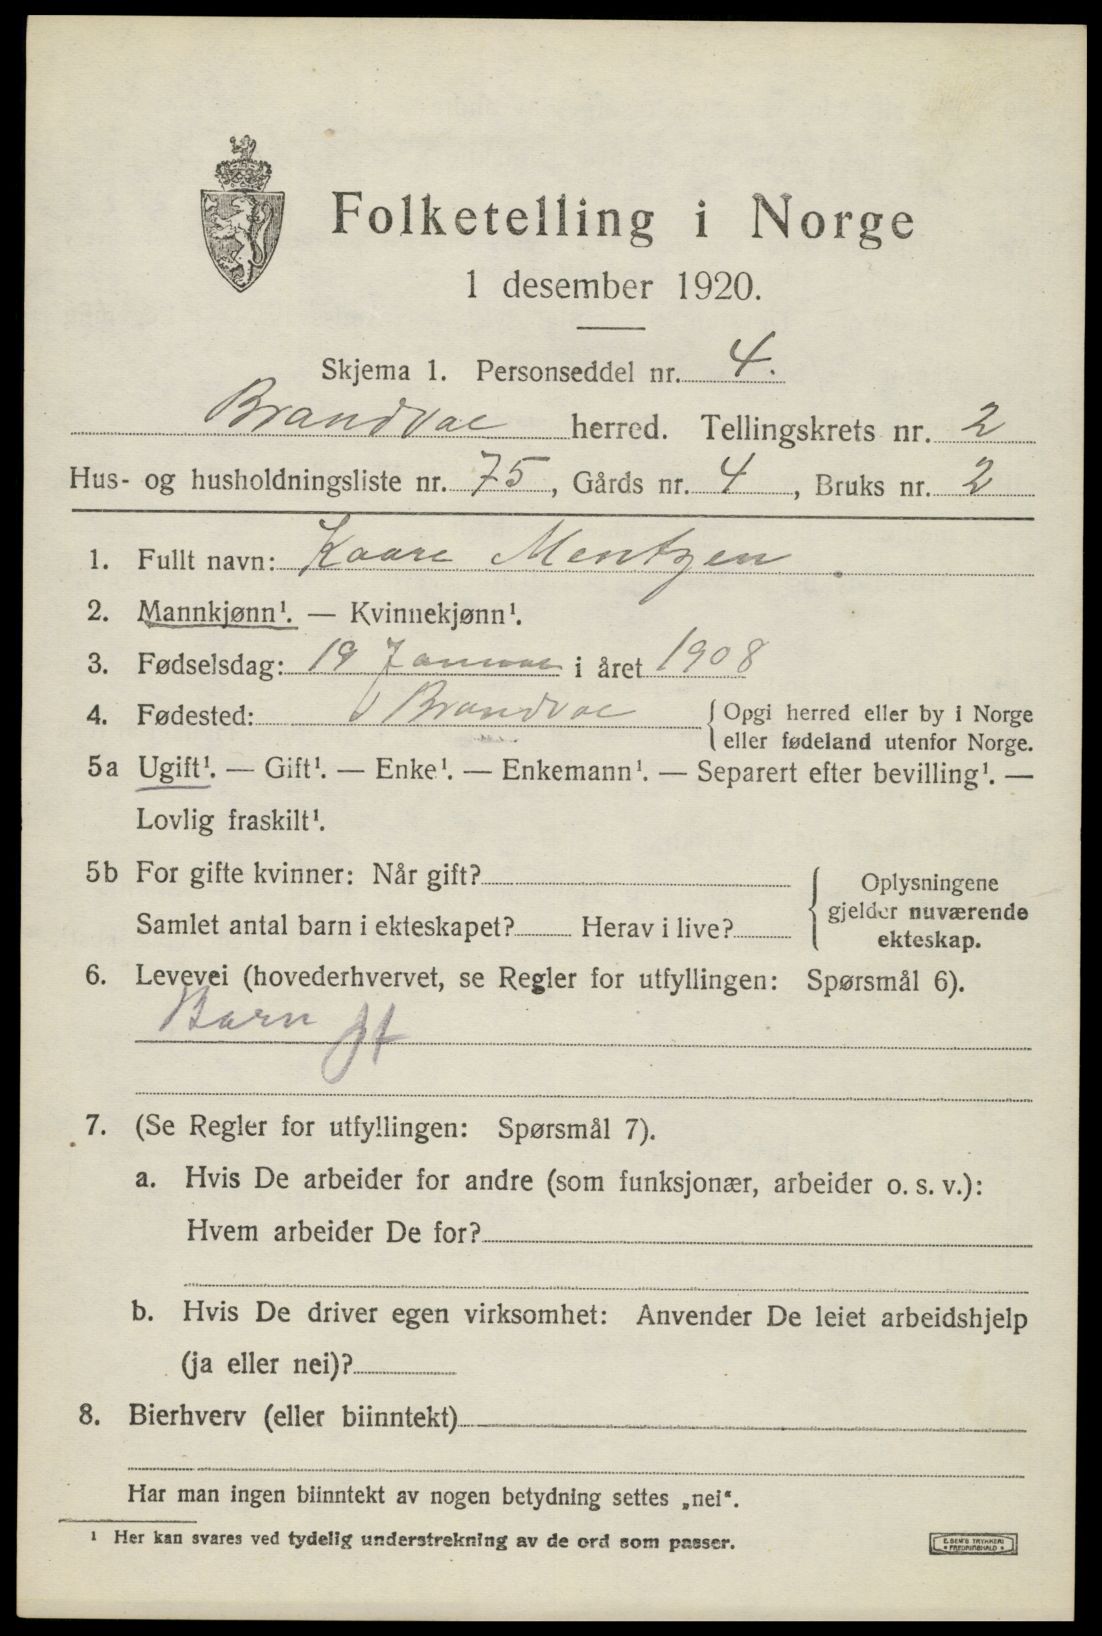 Folketelling i Norge
1 desember 1920.
Skjema 1. Personseddel nr. 4.
Brandval herred. Tellingskrets nr. 2
Hus- og husholdningsliste nr. 75, Gårds nr. 4, Bruks nr. 2
1. Fullt navn: Kaare Mentzen
2. Mannkjønn¹. — Kvinnekjønn¹.
3. Fødselsdag: 19 Januar i året 1908
4. Fødested: Brandval { Opgi herred eller by i Norge
eller fødeland utenfor Norge.
5a Ugift¹. — Gift¹. — Enke¹. — Enkemann¹. — Separert efter bevilling¹. —
Lovlig fraskilt¹.
5b For gifte kvinner: Når gift?
Samlet antal barn i ekteskapet? Herav i live?
{ Oplysningene
gjelder nuværende
ekteskap.
6. Levevei (hovederhvervet, se Regler for utfyllingen: Spørsmål 6).
Barn
7. (Se Regler for utfyllingen: Spørsmål 7).
a. Hvis De arbeider for andre (som funksjonær, arbeider o. s. v.):
Hvem arbeider De for?
b. Hvis De driver egen virksomhet: Anvender De leiet arbeidshjelp
(ja eller nei)?
8. Bierhverv (eller biinntekt)
Har man ingen biinntekt av nogen betydning settes „nei“.
¹ Her kan svares ved tydelig understrekning av de ord som passer.
E. SEM'S TRYKKERI
FREDRIKSHALD